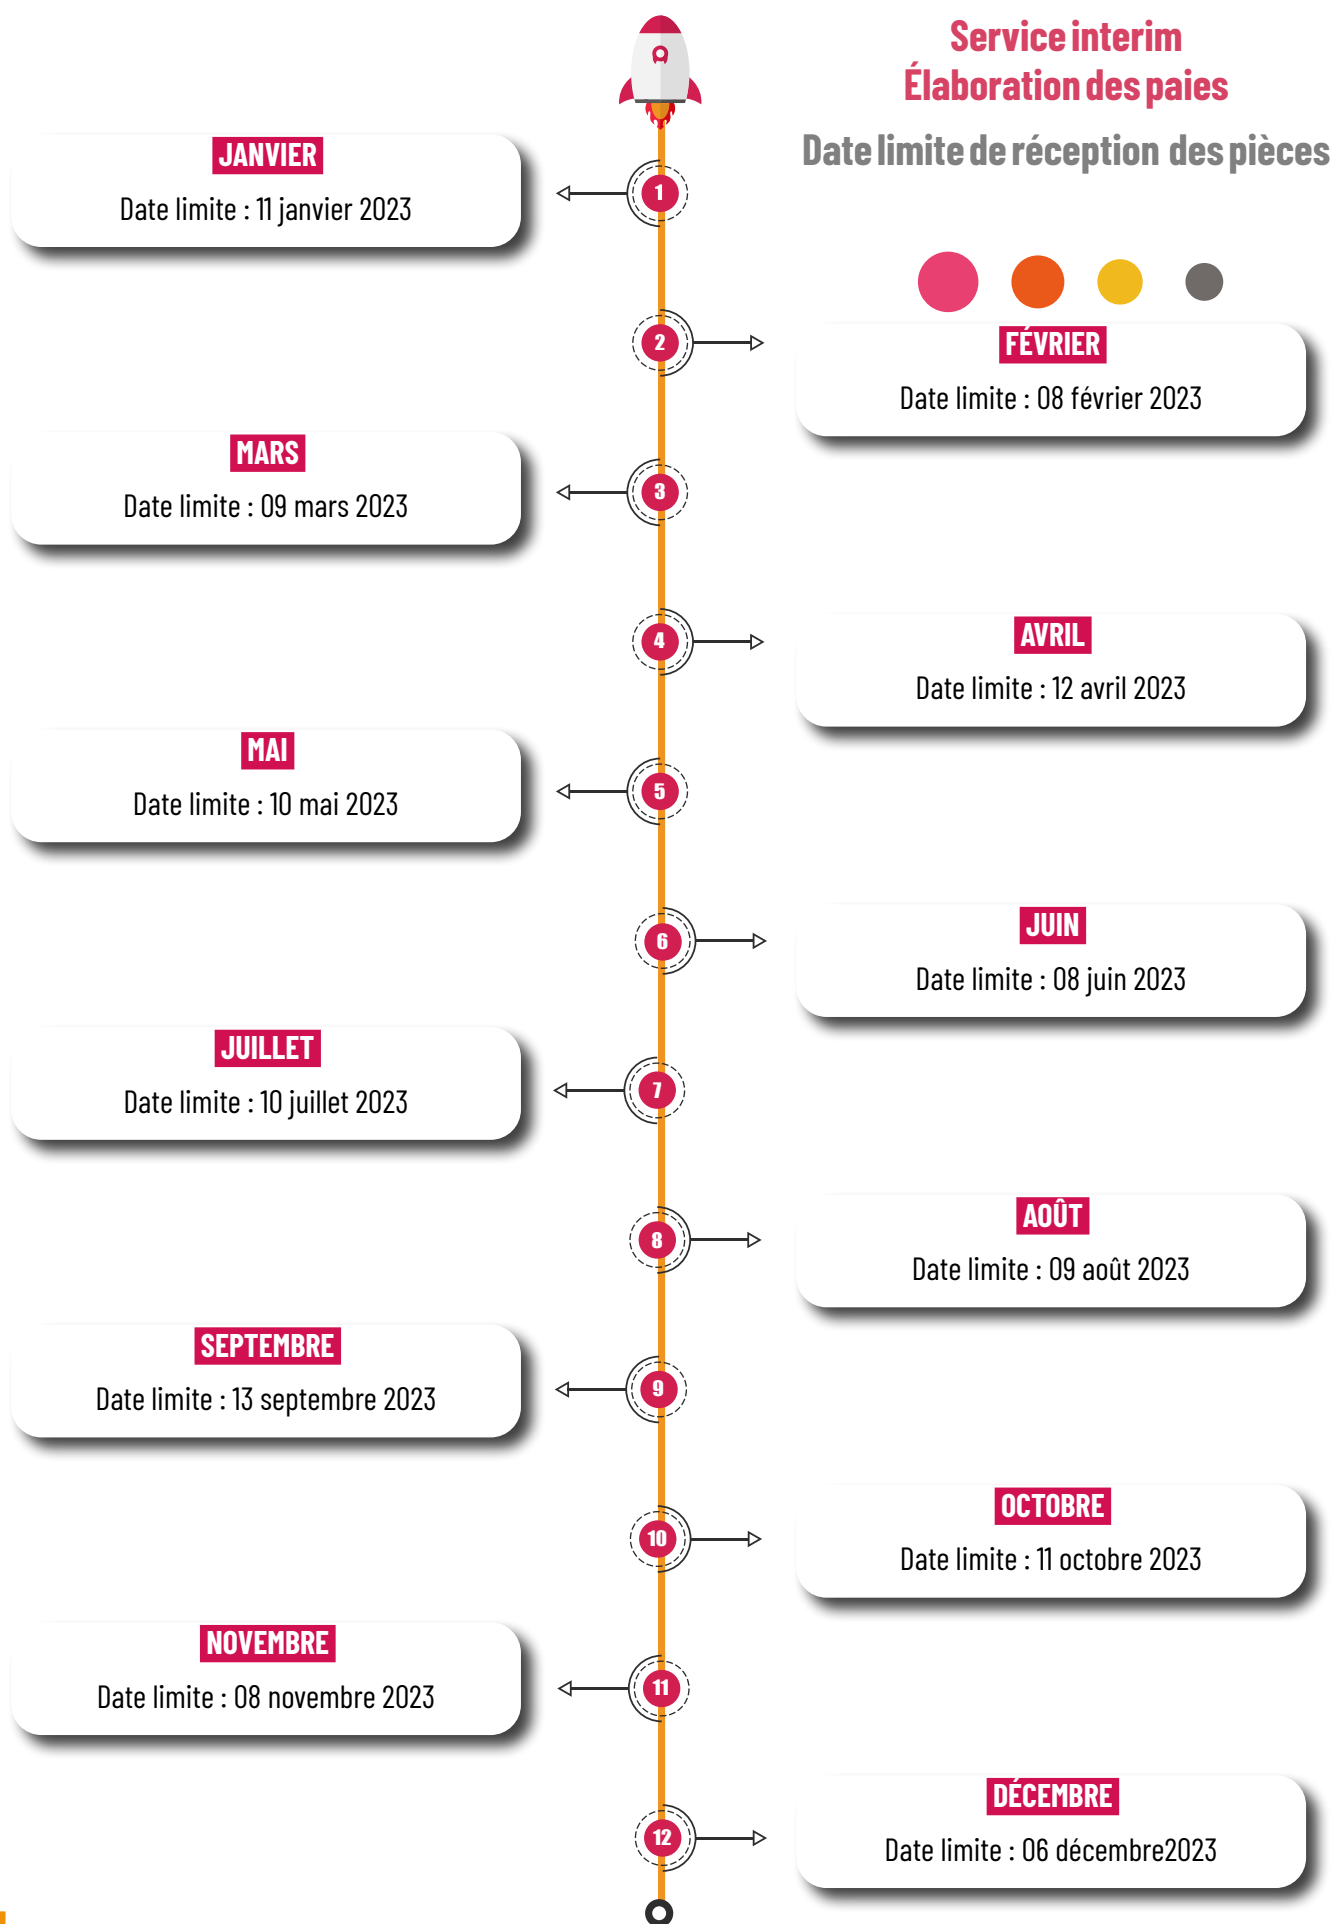 Service interim
Élaboration des paies
Date limite de réception des pièces
JANVIER
Date limite : 11 janvier 2023
1
2
FÉVRIER
Date limite : 08 février 2023
MARS
Date limite : 09 mars 2023
3
4
AVRIL
Date limite : 12 avril 2023
MAI
Date limite : 10 mai 2023
5
6
JUIN
Date limite : 08 juin 2023
JUILLET
Date limite : 10 juillet 2023
7
8
AOÛT
Date limite : 09 août 2023
SEPTEMBRE
Date limite : 13 septembre 2023
9
10
OCTOBRE
Date limite : 11 octobre 2023
NOVEMBRE
Date limite : 08 novembre 2023
11
12
DÉCEMBRE
Date limite : 06 décembre2023